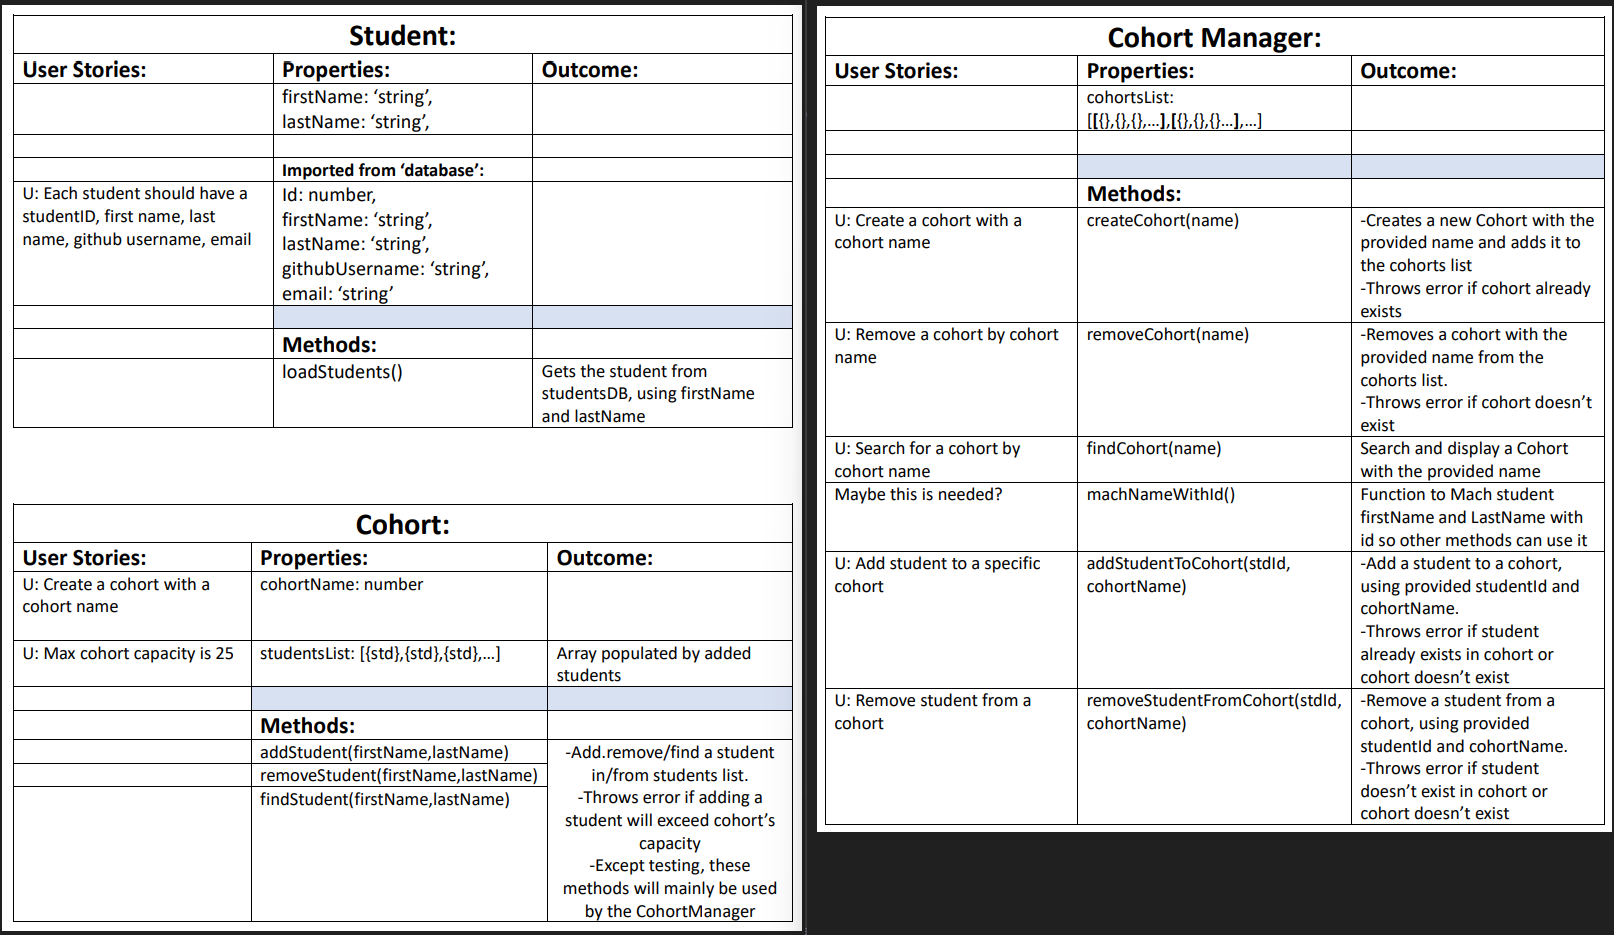 Student:
User Stories:
Properties:
Outcome:
firstName: ‘string’,
lastName: ‘string’,
Imported from ‘database’:
U: Each student should have a
studentID, first name, last
name, github username, email
Id: number,
firstName: ‘string’,
lastName: ‘string’,
githubUsername: ‘string’,
email: ‘string’
Methods:
loadStudents()
Gets the student from
studentsDB, using firstName
and lastName
Cohort:
User Stories:
Properties:
Outcome:
U: Create a cohort with a
cohort name
cohortName: number
U: Max cohort capacity is 25
studentsList: [{std},{std},{std},...]
Array populated by added
students
Methods:
addStudent(firstName,lastName)
removeStudent(firstName,lastName)
findStudent(firstName,lastName)
-Add.remove/find a student
in/from students list.
-Throws error if adding a
student will exceed cohort’s
capacity
-Except testing, these
methods will mainly be used
by the CohortManager
Cohort Manager:
User Stories:
Properties:
Outcome:
cohortsList:
[[{},{},{},...],[{},{},{}...],...]
Methods:
U: Create a cohort with a
cohort name
createCohort(name)
-Creates a new Cohort with the
provided name and adds it to
the cohorts list
-Throws error if cohort already
exists
U: Remove a cohort by cohort
name
removeCohort(name)
-Removes a cohort with the
provided name from the
cohorts list.
-Throws error if cohort doesn’t
exist
U: Search for a cohort by
cohort name
findCohort(name)
Search and display a Cohort
with the provided name
Maybe this is needed?
machNameWithId()
Function to Mach student
firstName and LastName with
id so other methods can use it
U: Add student to a specific
cohort
addStudentToCohort(stdId,
cohortName)
-Add a student to a cohort,
using provided studentId and
cohortName.
-Throws error if student
already exists in cohort or
cohort doesn’t exist
U: Remove student from a
cohort
removeStudentFromCohort(stdId,
cohortName)
-Remove a student from a
cohort, using provided
studentId and cohortName.
-Throws error if student
doesn’t exist in cohort or
cohort doesn’t exist